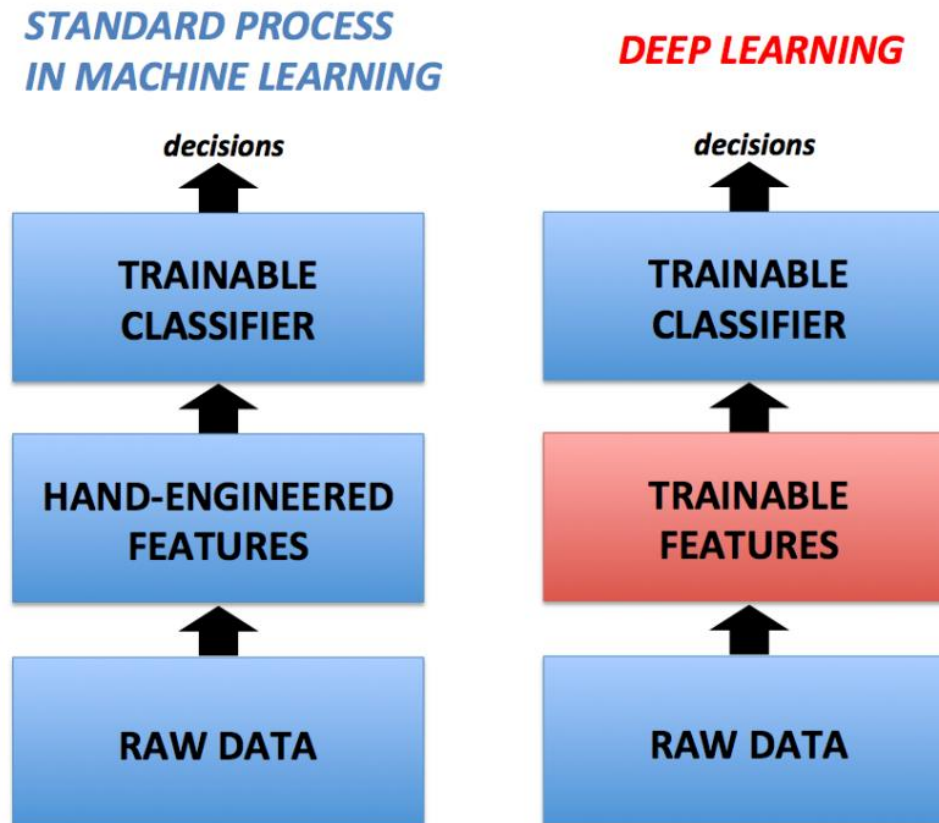 STANDARD PROCESS
IN MACHINE LEARNING
decisions
TRAINABLE
CLASSIFIER
HAND-ENGINEERED
FEATURES
RAW DATA
DEEP LEARNING
decisions
TRAINABLE
CLASSIFIER
TRAINABLE
FEATURES
RAW DATA